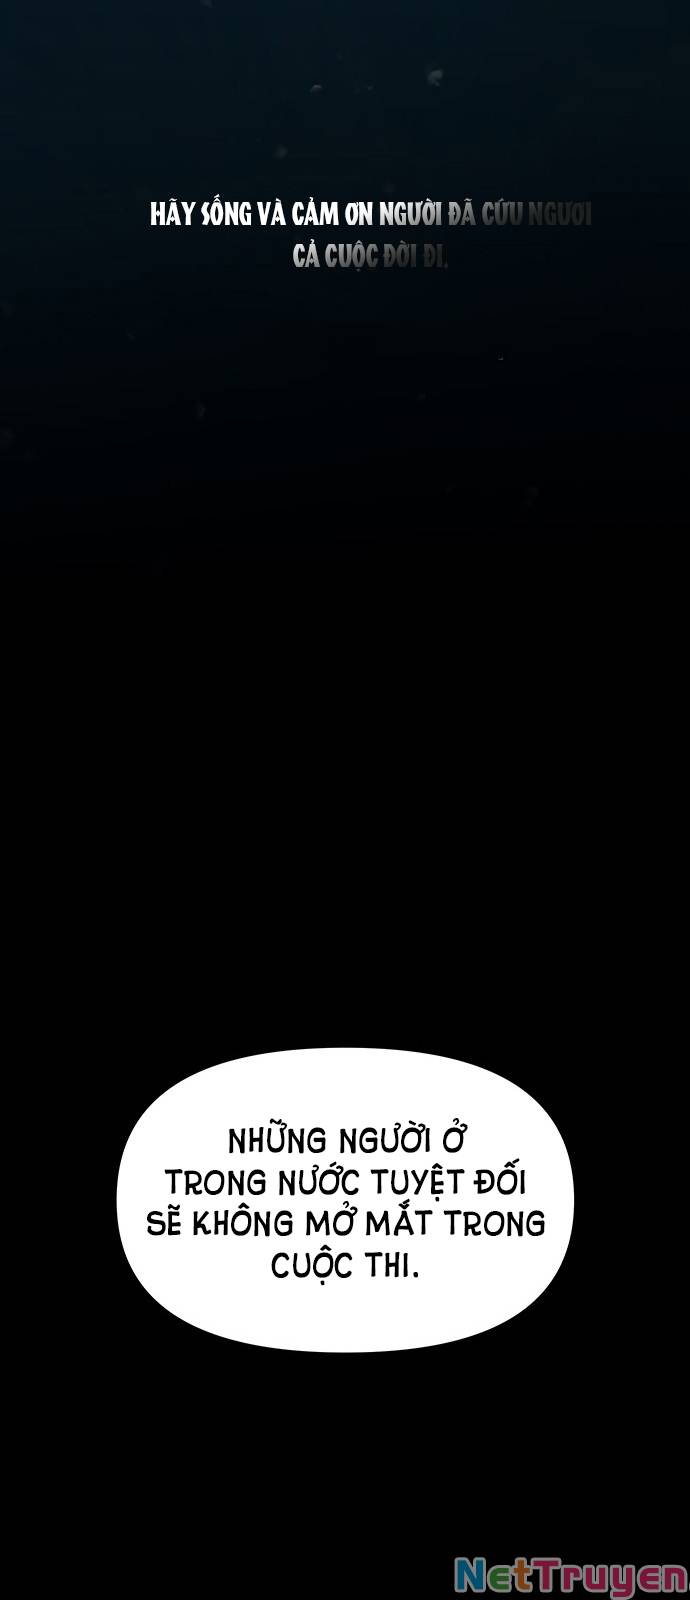 HÃY SỐNG VÀ CẢM ƠN NGƯỜI ĐÃ CỨU NGƯƠI
CẢ CUỘC ĐỜI ĐI.
NHỮNG NGƯỜI Ở
TRONG NƯỚC TUYỆT ĐỐI
SẼ KHÔNG MỞ MẮT TRONG
CUỘC THI.
NetTruyen